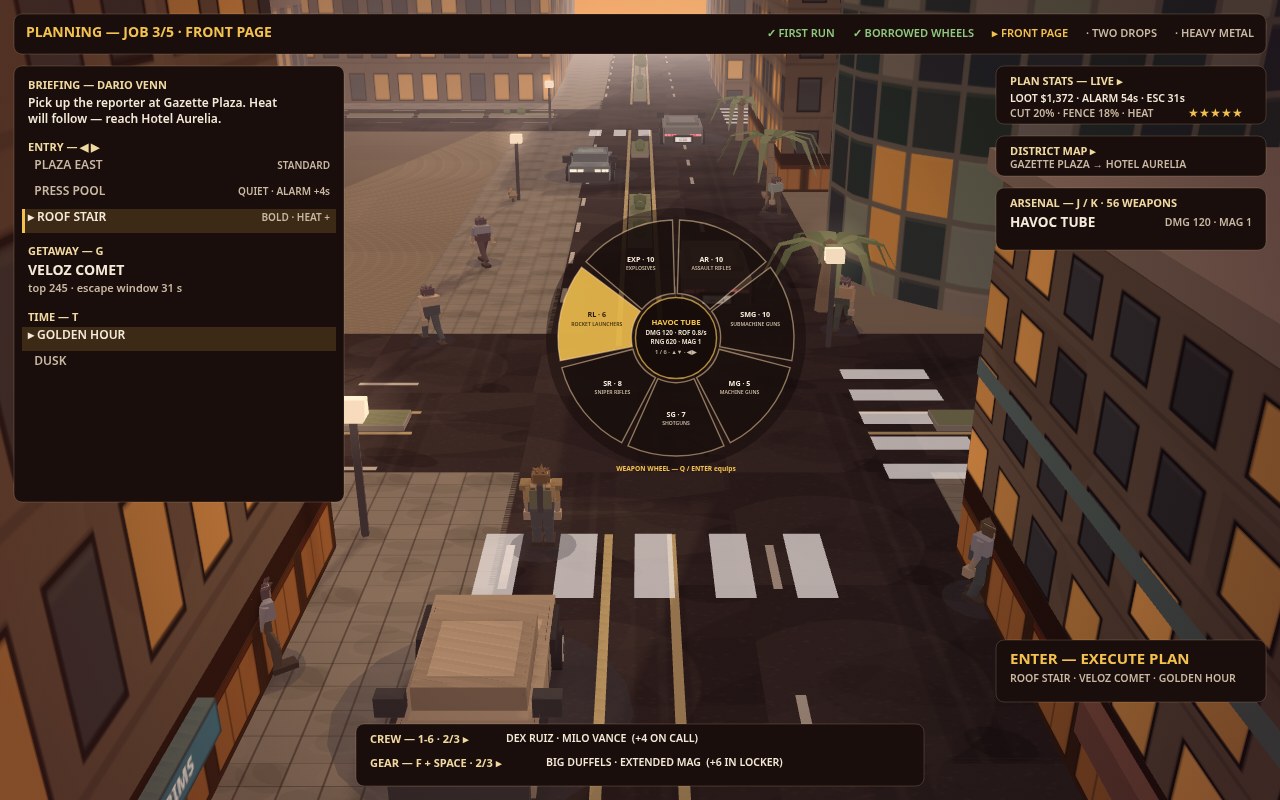 PLANNING — JOB 3/5 · FRONT PAGE
✓ FIRST RUN ✓ BORROWED WHEELS ▸ FRONT PAGE · TWO DROPS · HEAVY METAL
BRIEFING — DARIO VENN
Pick up the reporter at Gazette Plaza. Heat
will follow — reach Hotel Aurelia.
ENTRY — ◀ ▶
PLAZA EAST STANDARD
PRESS POOL QUIET · ALARM +4s
▸ ROOF STAIR BOLD · HEAT +
GETAWAY — G
VELOZ COMET
top 245 · escape window 31 s
TIME — T
▸ GOLDEN HOUR
DUSK
PLAN STATS — LIVE ▸
LOOT $1,372 · ALARM 54s · ESC 31s
CUT 20% · FENCE 18% · HEAT ★★★★★
DISTRICT MAP ▸
GAZETTE PLAZA → HOTEL AURELIA
ARSENAL — J / K · 56 WEAPONS
HAVOC TUBE DMG 120 · MAG 1
EXP · 10
EXPLOSIVES
AR · 10
ASSAULT RIFLES
RL · 6
ROCKET LAUNCHERS
SMG · 10
SUBMACHINE GUNS
HAVOC TUBE
DMG 120 · ROF 0.8/s
RNG 620 · MAG 1
1 / 6 · ▲▼ · ◀▶
SR · 8
SNIPER RIFLES
MG · 5
MACHINE GUNS
SG · 7
SHOTGUNS
WEAPON WHEEL — Q / ENTER equips
ENTER — EXECUTE PLAN
ROOF STAIR · VELOZ COMET · GOLDEN HOUR
CREW — 1-6 · 2/3 ▸ DEX RUIZ · MILO VANCE (+4 ON CALL)
GEAR — F + SPACE · 2/3 ▸ BIG DUFFELS · EXTENDED MAG (+6 IN LOCKER)